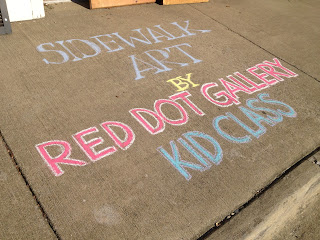 SIDEWALK
ART
BY
RED DOT GALLERY
KID CLASS